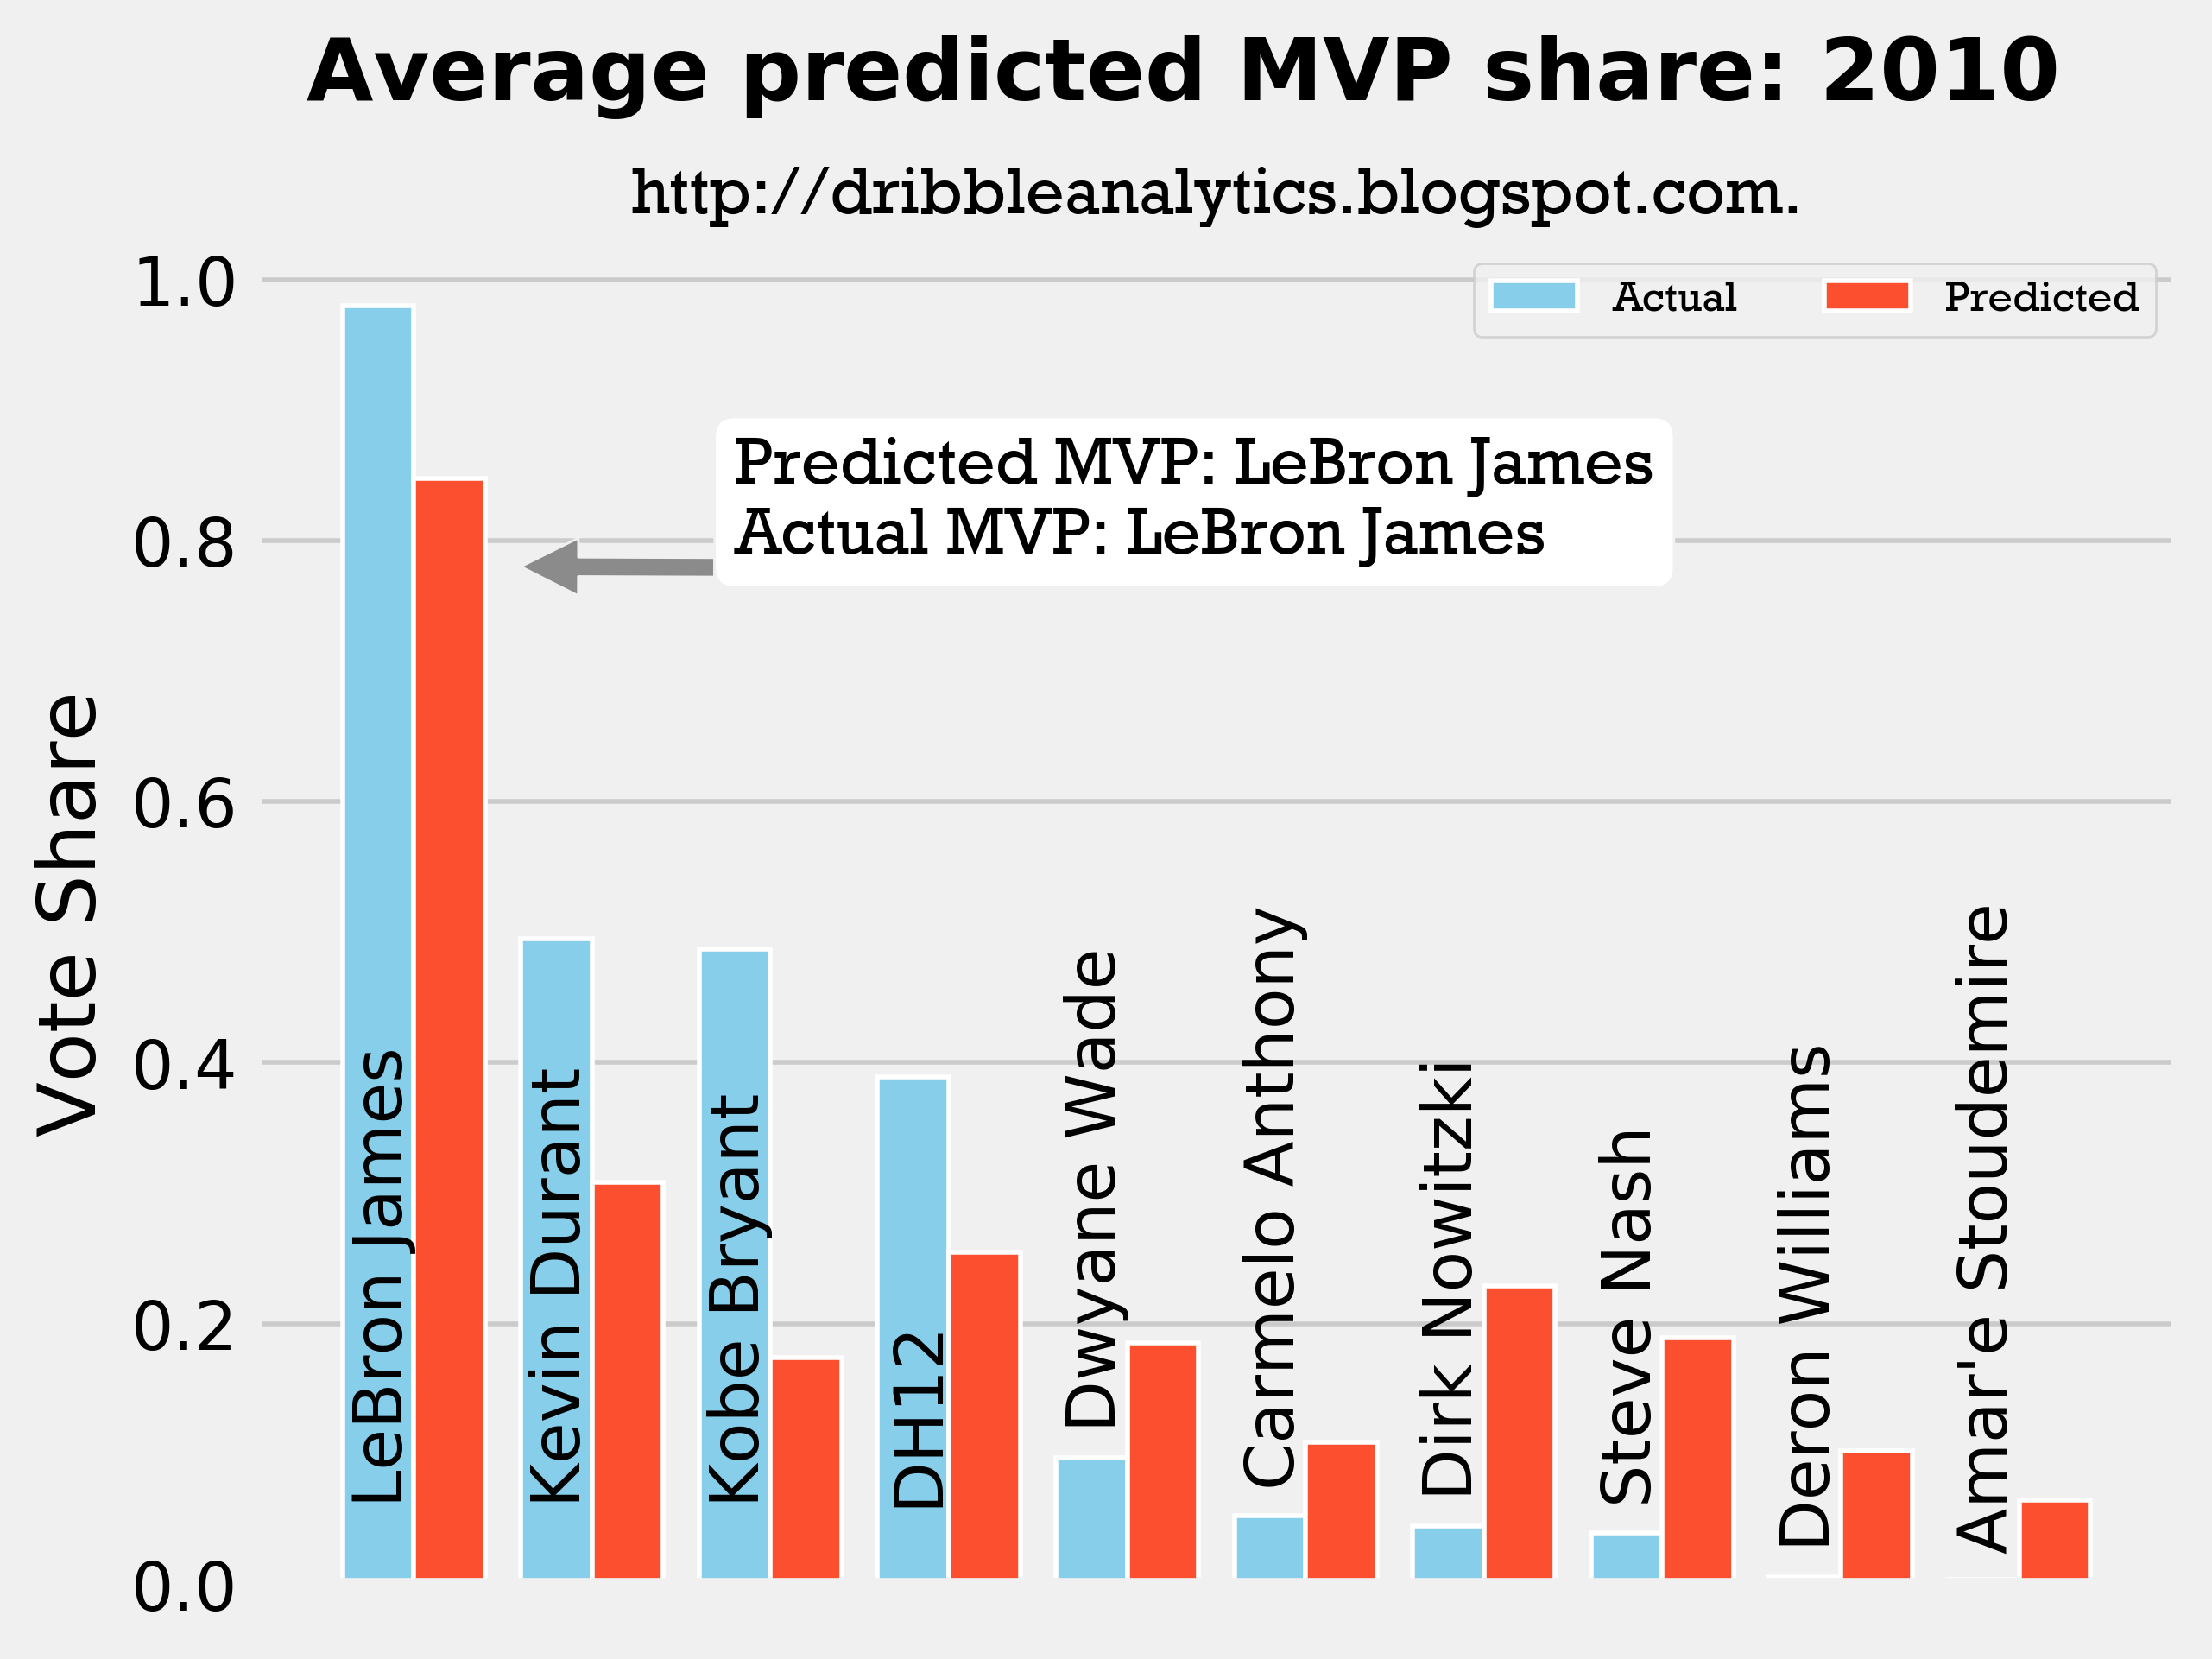 Average predicted MVP share: 2010
http://dribbleanalytics.blogspot.com.
Actual
Predicted
Predicted MVP: LeBron James
Actual MVP: LeBron James
Vote Share
1.0
0.8
0.6
0.4
0.2
0.0
LeBron James
Kevin Durant
Kobe Bryant
DH12
Dwyane Wade
Carmelo Anthony
Dirk Nowitzki
Steve Nash
Deron Williams
Amar'e Stoudemire